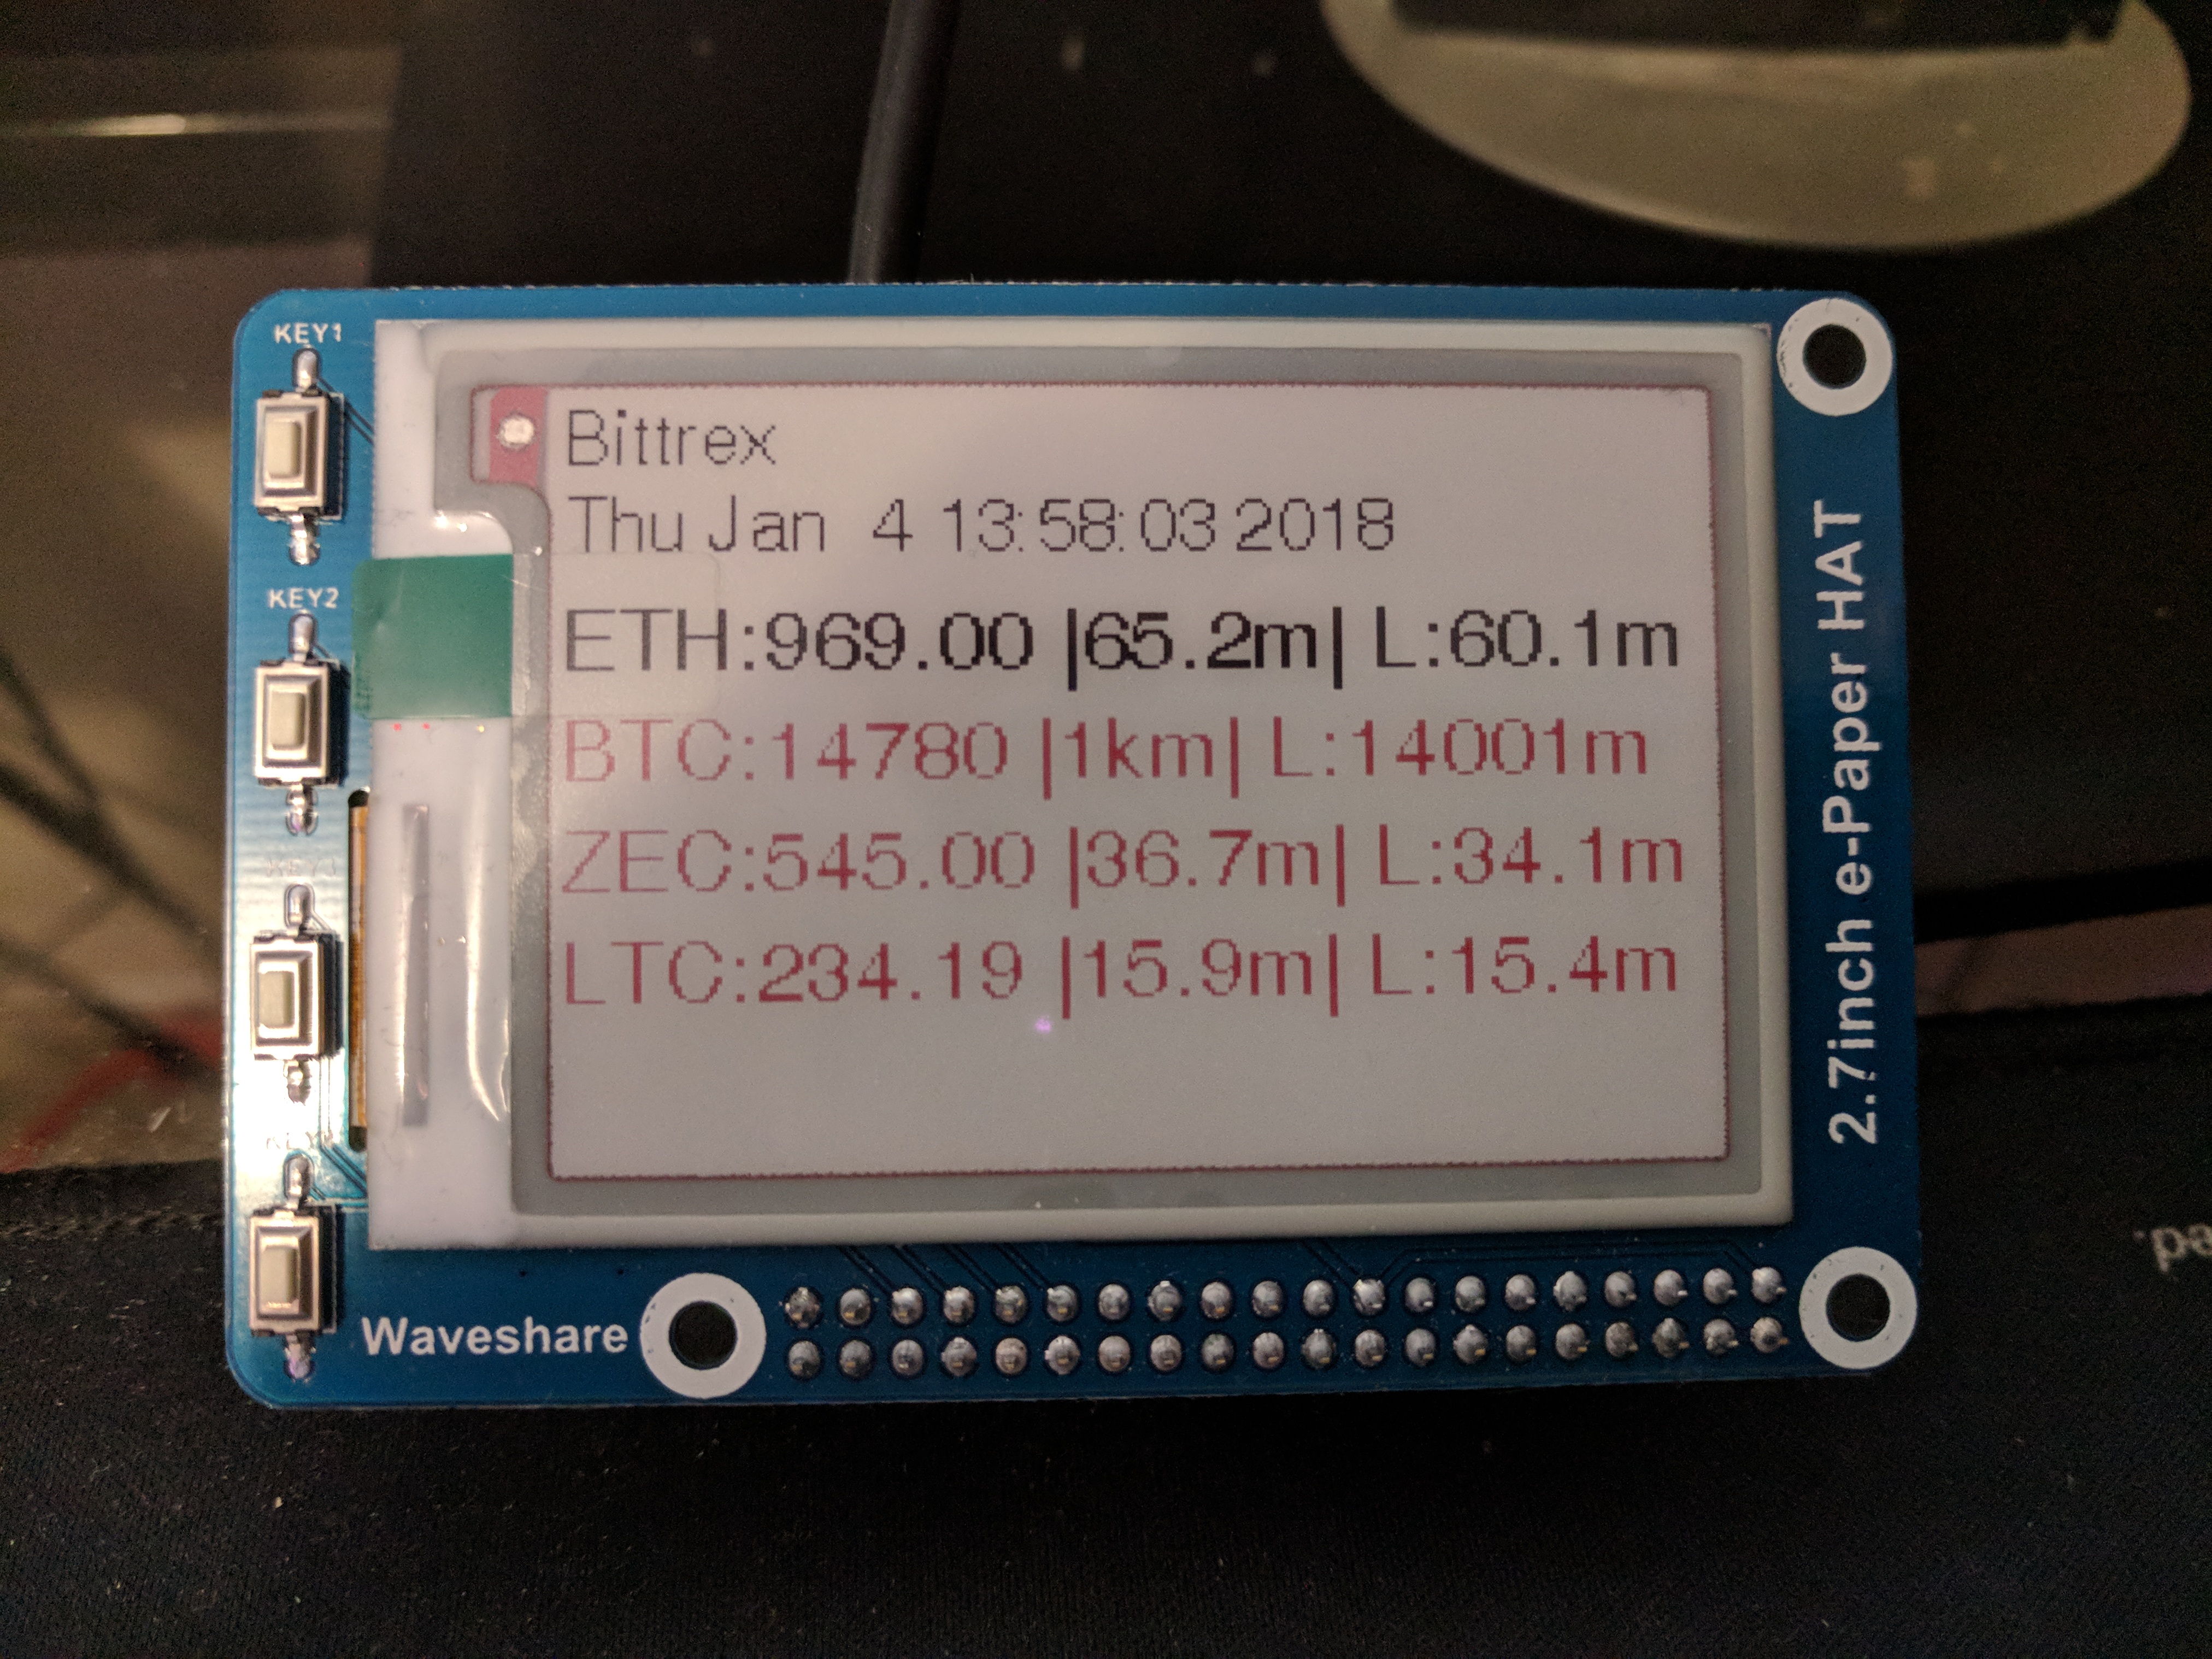 KEY1
KEY2
Bittrex
Thu Jan  4 13:58:03 2018
ETH:969.00 |65.2m| L:60.1m
BTC:14780 |1km| L:14001m
ZEC:545.00 |36.7m| L:34.1m
LTC:234.19 |15.9m| L:15.4m
Waveshare
2.7inch e-Paper HAT